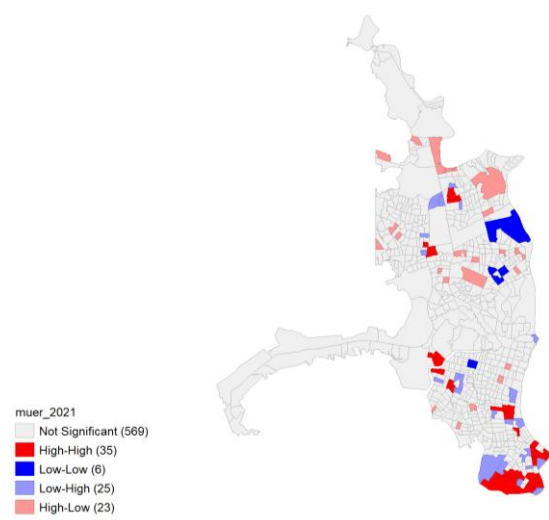 muer_2021
Not Significant (569)
High-High (35)
Low-Low (6)
Low-High (25)
High-Low (23)